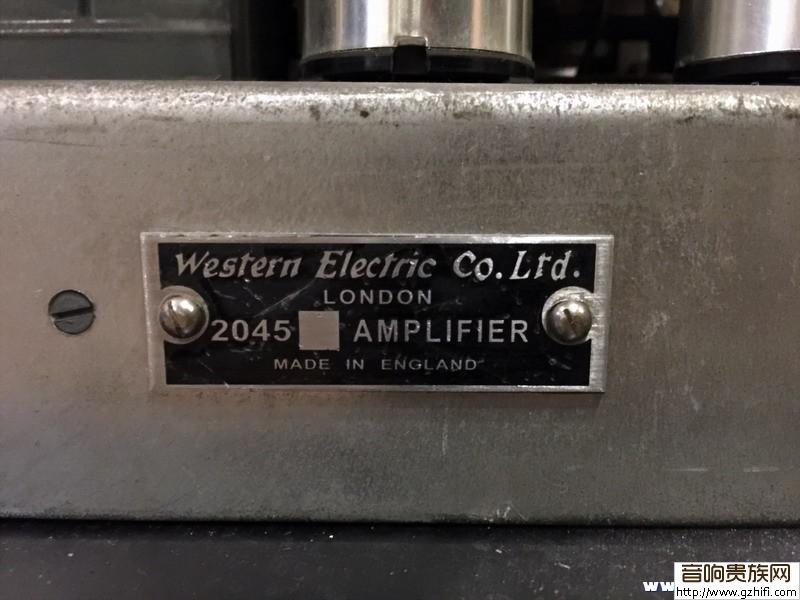 Western Electric Co. Ltd.
LONDON
2045 AMPLIFIER
MADE IN ENGLAND
音响贵族网
http://www.gzhifi.com